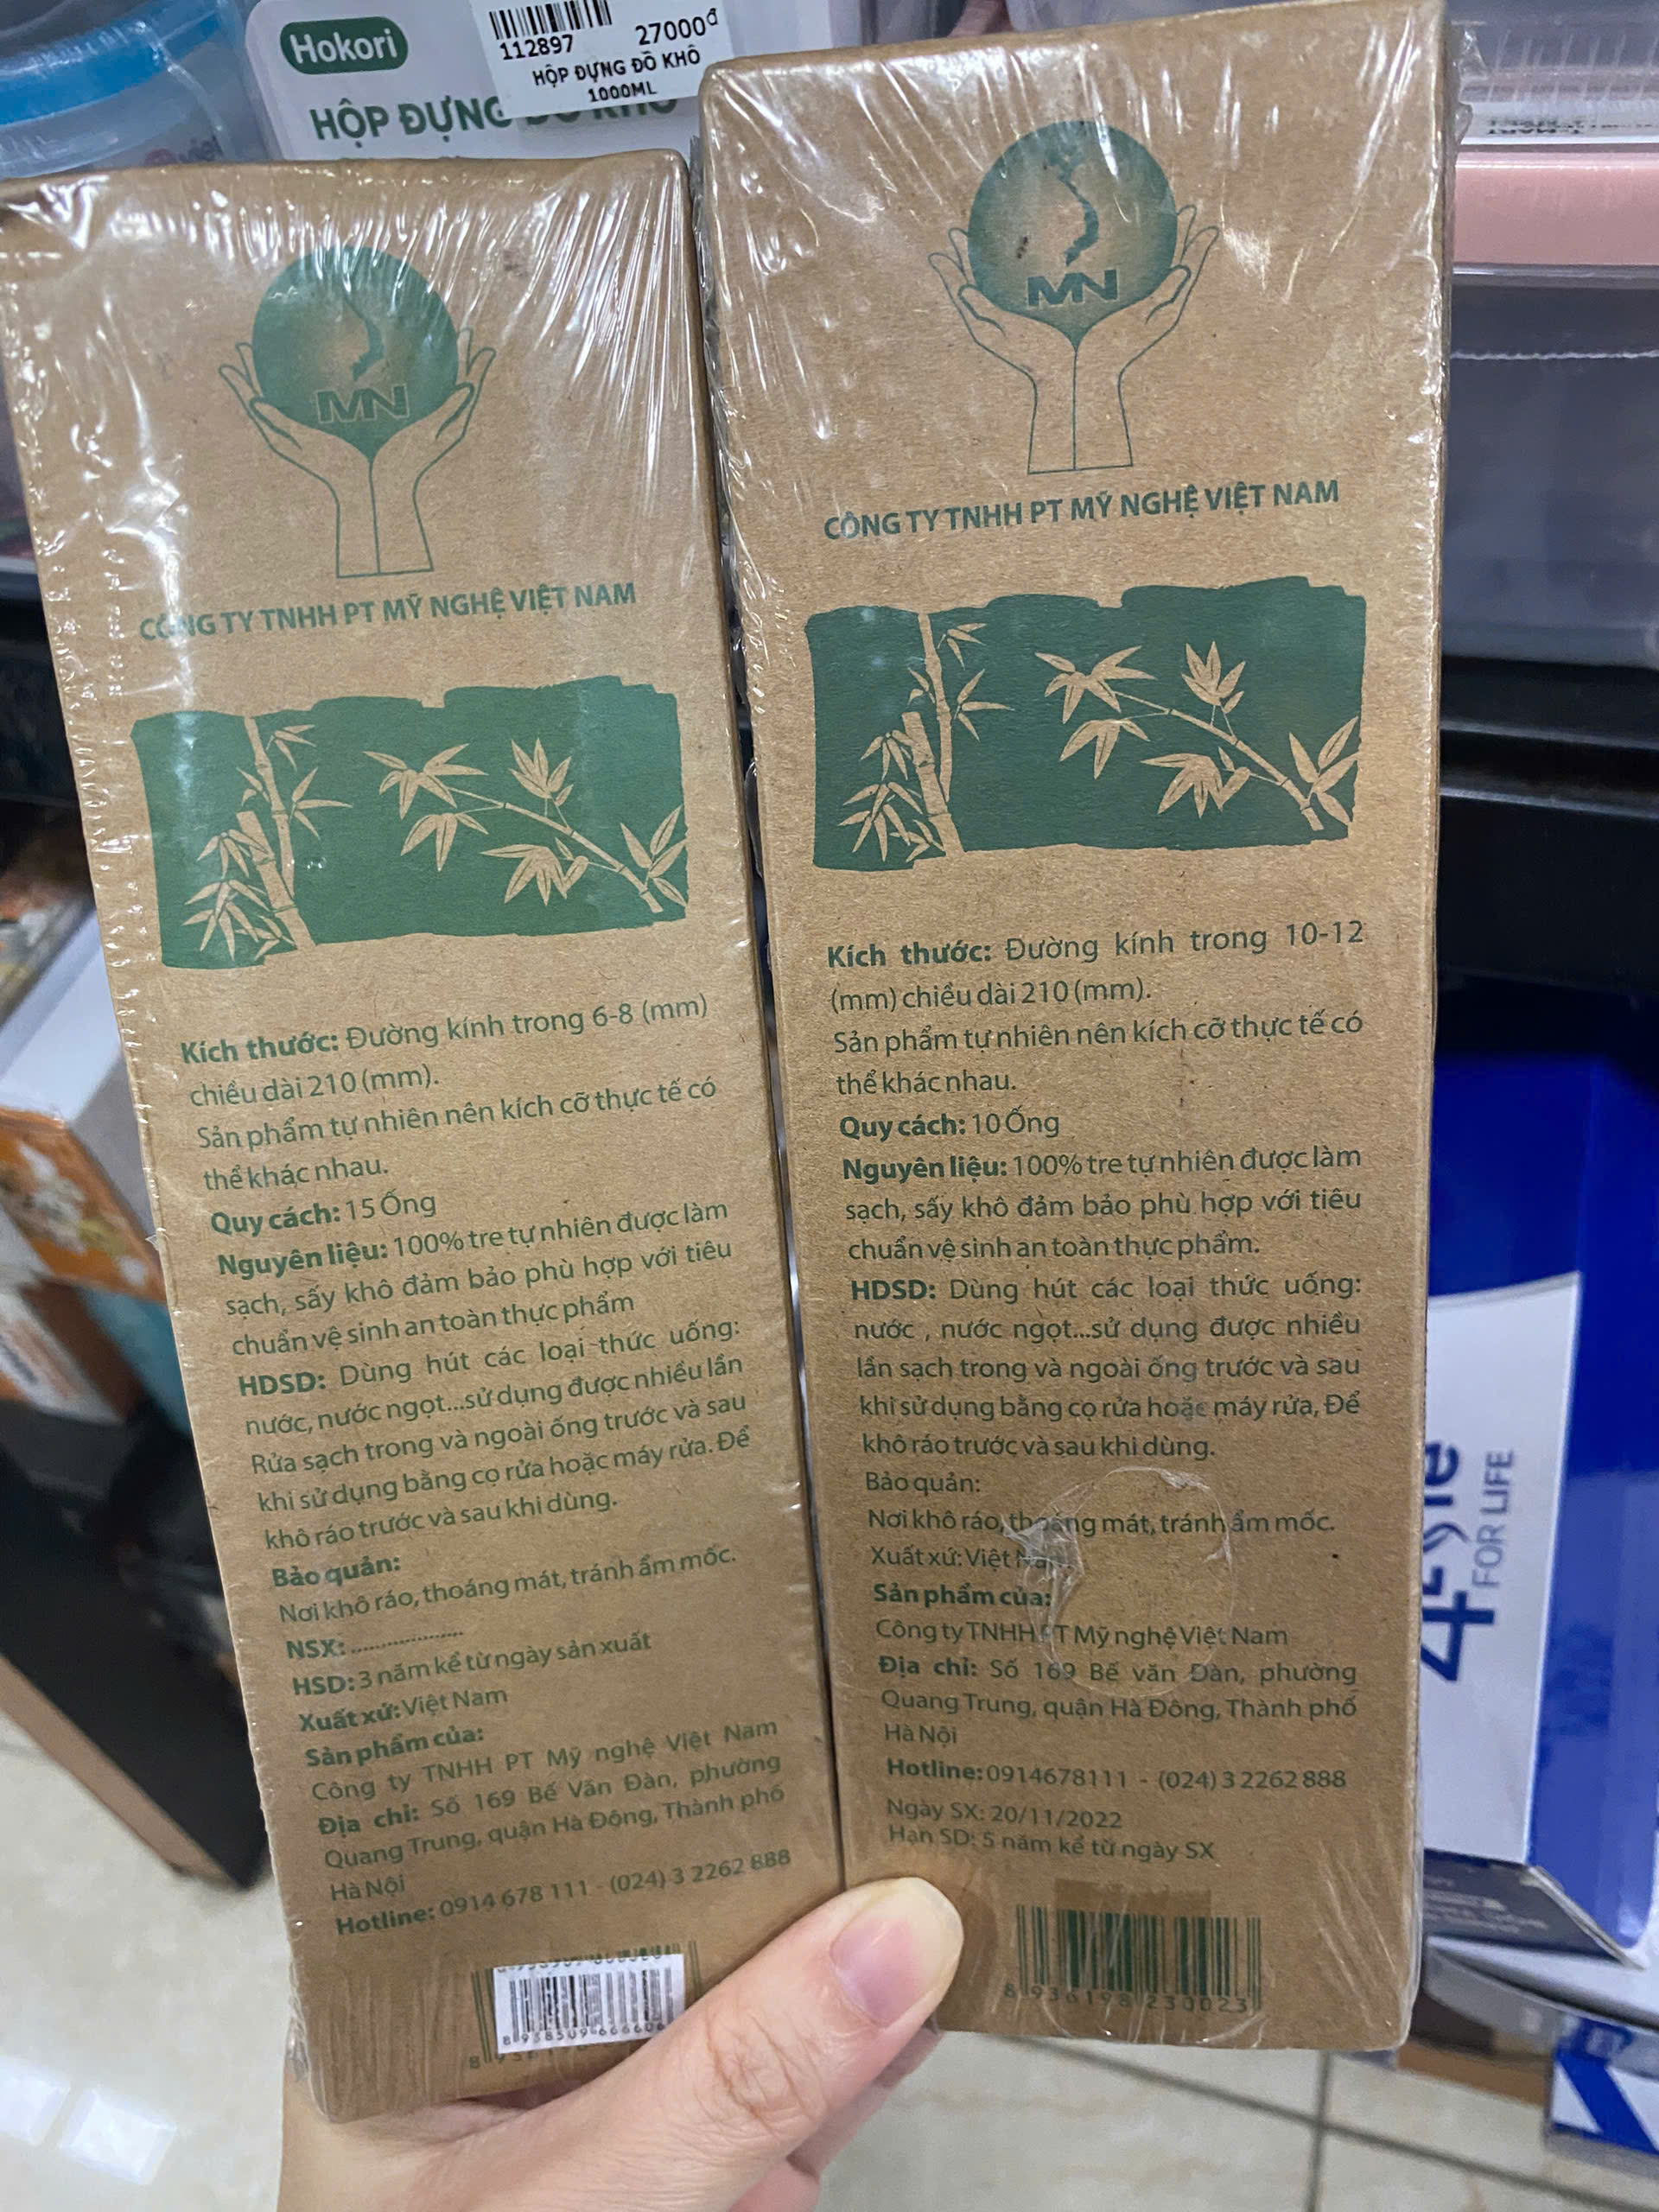 Hokori
112897
27000đ
HỘP ĐỰNG ĐỒ KHÔ
1000ML
HỘP ĐỰNG
MN
CÔNG TY TNHH PT MỸ NGHỆ VIỆT NAM
Kích thước: Đường kính trong 6-8 (mm)
chiều dài 210 (mm).
Sản phẩm tự nhiên nên kích cỡ thực tế có
thể khác nhau.
Quy cách: 15 Ống
Nguyên liệu: 100% tre tự nhiên được làm
sạch, sấy khô đảm bảo phù hợp với tiêu
chuẩn vệ sinh an toàn thực phẩm
HDSD: Dùng hút các loại thức uống:
nước, nước ngọt...sử dụng được nhiều lần
Rửa sạch trong và ngoài ống trước và sau
khi sử dụng bằng cọ rửa hoặc máy rửa. Để
khô ráo trước và sau khi dùng.
Bảo quản:
Nơi khô ráo, thoáng mát, tránh ẩm mốc.
NSX: ....................
HSD: 3 năm kể từ ngày sản xuất
Xuất xứ: Việt Nam
Sản phẩm của:
Công ty TNHH PT Mỹ nghệ Việt Nam
Địa chỉ: Số 169 Bế Văn Đàn, phường
Quang Trung, quận Hà Đông, Thành phố
Hà Nội
Hotline: 0914 678 111 - (024) 3 2262 888
MN
CÔNG TY TNHH PT MỸ NGHỆ VIỆT NAM
Kích thước: Đường kính trong 10-12
(mm) chiều dài 210 (mm).
Sản phẩm tự nhiên nên kích cỡ thực tế có
thể khác nhau.
Quy cách: 10 Ống
Nguyên liệu: 100% tre tự nhiên được làm
sạch, sấy khô đảm bảo phù hợp với tiêu
chuẩn vệ sinh an toàn thực phẩm.
HDSD: Dùng hút các loại thức uống:
nước , nước ngọt...sử dụng được nhiều
lần sạch trong và ngoài ống trước và sau
khi sử dụng bằng cọ rửa hoặc máy rửa, Để
khô ráo trước và sau khi dùng.
Bảo quản:
Nơi khô ráo, thoáng mát, tránh ẩm mốc.
Xuất xứ: Việt Nam
Sản phẩm của:
Công ty TNHH PT Mỹ nghệ Việt Nam
Địa chỉ: Số 169 Bế văn Đàn, phường
Quang Trung, quận Hà Đông, Thành phố
Hà Nội
Hotline: 0914678111 - (024) 3 2262 888
Ngày SX: 20/11/2022
Hạn SD: 5 năm kể từ ngày SX
8 936198 230023
FOR LIFE